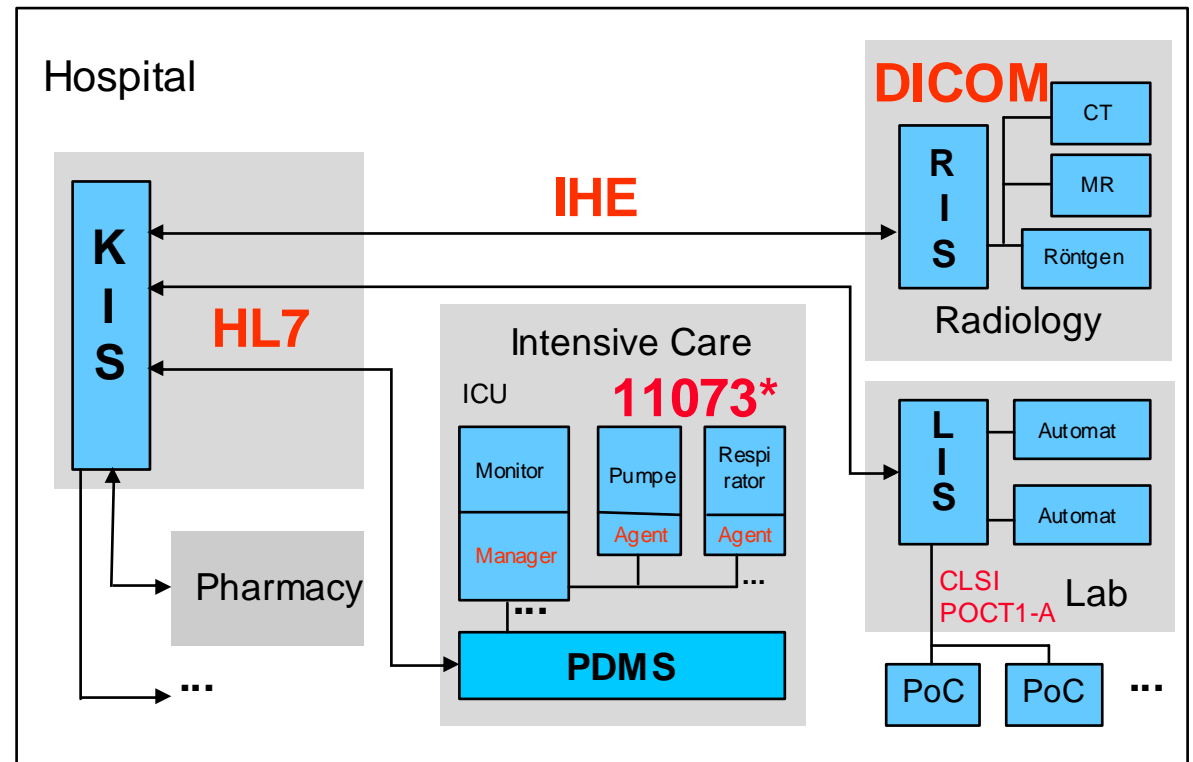 Hospital
DICOM
CT
MR
Röntgen
R
I
S
Radiology
IHE
K
I
S
HL7
Intensive Care
ICU
11073*
Monitor
Manager
Pumpe
Agent
Respi
rator
Agent
...
...
PDMS
L
I
S
Automat
Automat
CLSI
POCT1-A
Lab
PoC
PoC
...
Pharmacy
...